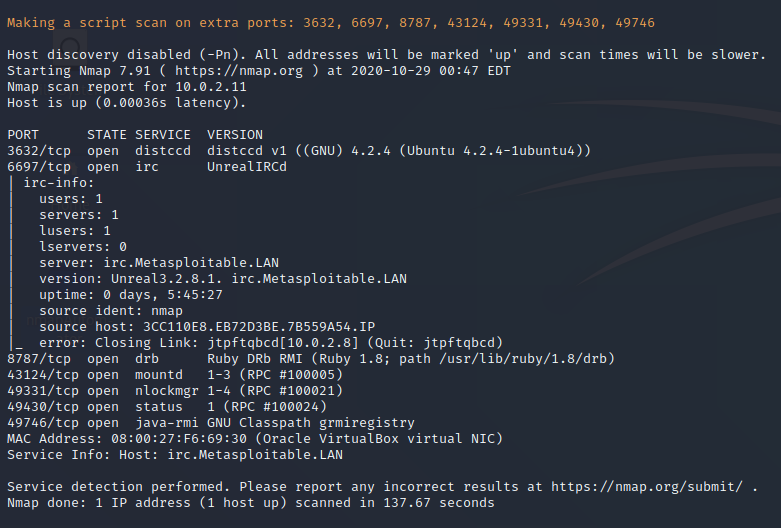 Making a script scan on extra ports: 3632, 6697, 8787, 43124, 49331, 49430, 49746
Host discovery disabled (-Pn). All addresses will be marked 'up' and scan times will be slower.
Starting Nmap 7.91 ( https://nmap.org ) at 2020-10-29 00:47 EDT
Nmap scan report for 10.0.2.11
Host is up (0.00036s latency).
PORT      STATE SERVICE  VERSION
3632/tcp  open  distccd  distccd v1 ((GNU) 4.2.4 (Ubuntu 4.2.4-1ubuntu4))
6697/tcp  open  irc      UnrealIRCd
| irc-info:
|   users: 1
|   servers: 1
|   lusers: 1
|   lservers: 0
|   server: irc.Metasploitable.LAN
|   version: Unreal3.2.8.1. irc.Metasploitable.LAN
|   uptime: 0 days, 5:45:27
|   source ident: nmap
|   source host: 3CC110E8.EB72D3BE.7B559A54.IP
|_  error: Closing Link: jtpftqbcd[10.0.2.8] (Quit: jtpftqbcd)
8787/tcp  open  drb      Ruby DRb RMI (Ruby 1.8; path /usr/lib/ruby/1.8/drb)
43124/tcp open  mountd   1-3 (RPC #100005)
49331/tcp open  nlockmgr 1-4 (RPC #100021)
49430/tcp open  status   1 (RPC #100024)
49746/tcp open  java-rmi GNU Classpath grmiregistry
MAC Address: 08:00:27:F6:69:30 (Oracle VirtualBox virtual NIC)
Service Info: Host: irc.Metasploitable.LAN
Service detection performed. Please report any incorrect results at https://nmap.org/submit/ .
Nmap done: 1 IP address (1 host up) scanned in 137.67 seconds